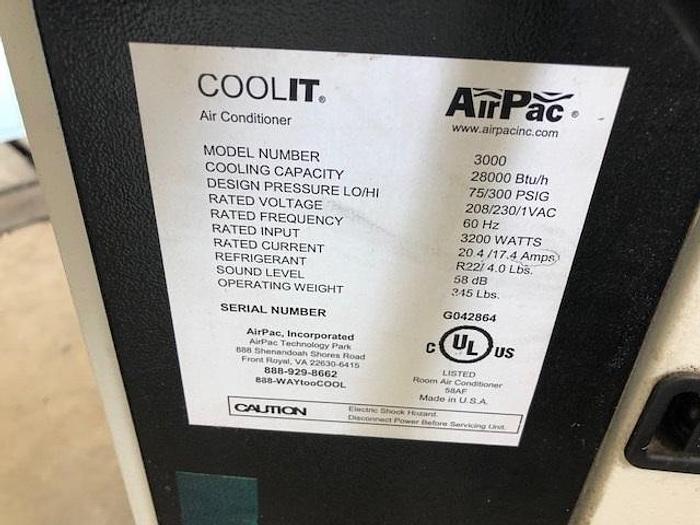 COOLIT®
AirPac®
Air Conditioner
www.airpacinc.com
MODEL NUMBER 3000
COOLING CAPACITY 28000 Btu/h
DESIGN PRESSURE LO/HI 75/300 PSIG
RATED VOLTAGE 208/230/1VAC
RATED FREQUENCY 60 Hz
RATED INPUT 3200 WATTS
RATED CURRENT 20.4 /17.4 Amps
REFRIGERANT R22/ 4.0 Lbs.
SOUND LEVEL 58 dB
OPERATING WEIGHT 345 Lbs.
SERIAL NUMBER G042864
AirPac, Incorporated
AirPac Technology Park
888 Shenandoah Shores Road
Front Royal, VA 22630-6415
888-929-8662
888-WAYtooCOOL
C UL US
LISTED
Room Air Conditioner
58AF
Made in U.S.A.
CAUTION
Electric Shock Hozant.
Disconnect Power Before Servicing Unit.